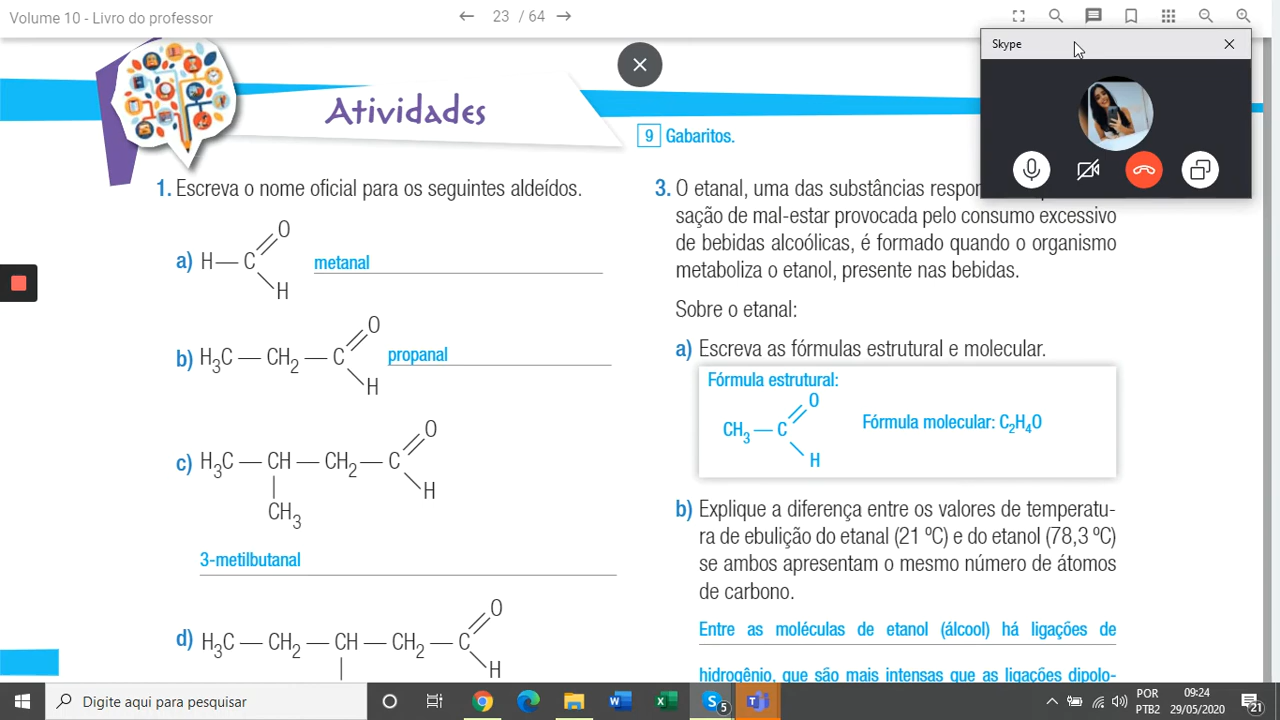 Volume 10 - Livro do professor
23 / 64
Skype
Atividades
9 Gabaritos.
1. Escreva o nome oficial para os seguintes aldeídos.
a) H — C
O
H
metanal
b) H₃C — CH₂ — C
O
H
propanal
c) H₃C — CH — CH₂ — C
O
H
CH₃
3-metilbutanal
d) H₃C — CH₂ — CH — CH₂ — C
O
H
3. O etanal, uma das substâncias
sação de mal-estar provocada pelo consumo excessivo
de bebidas alcoólicas, é formado quando o organismo
metaboliza o etanol, presente nas bebidas.
Sobre o etanal:
a) Escreva as fórmulas estrutural e molecular.
Fórmula estrutural:
CH₃ — C
O
H
Fórmula molecular: C₂H₄O
b) Explique a diferença entre os valores de temperatu-
ra de ebulição do etanal (21 ºC) e do etanol (78,3 ºC)
se ambos apresentam o mesmo número de átomos
de carbono.
Entre as moléculas de etanol (álcool) há ligações de
hidrogênio, que são mais intensas que as ligações dipolo-
Digite aqui para pesquisar
5
POR
PTB2
09:24
29/05/2020
21